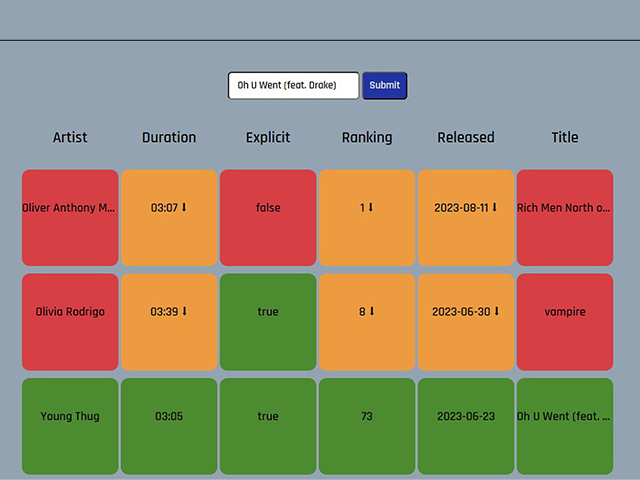 Oh U Went (feat. Drake) Submit
Artist Duration Explicit Ranking Released Title
Oliver Anthony M... 03:07 ⬇ false 1 ⬇ 2023-08-11 ⬇ Rich Men North o...
Olivia Rodrigo 03:39 ⬇ true 8 ⬇ 2023-06-30 ⬇ vampire
Young Thug 03:05 true 73 2023-06-23 Oh U Went (feat. ...